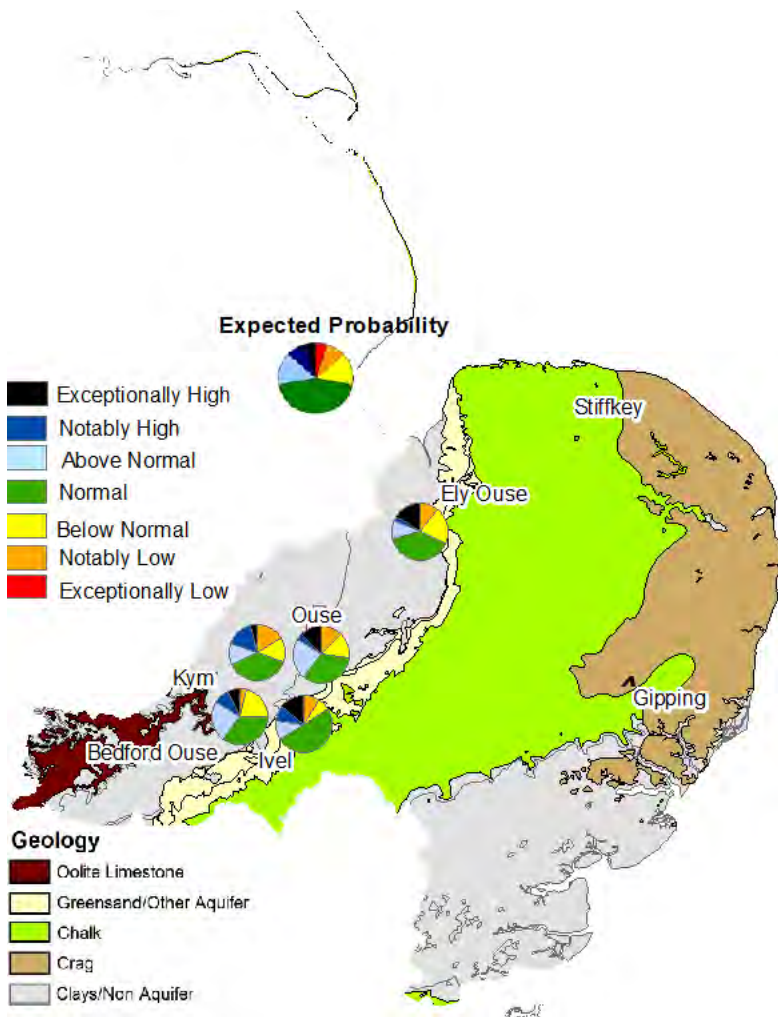 Expected Probability
Exceptionally High
Notably High
Above Normal
Normal
Below Normal
Notably Low
Exceptionally Low
Stiffkey
Ely Ouse
Ouse
Kym
Gipping
Bedford Ouse
Ivel
Geology
Oolite Limestone
Greensand/Other Aquifer
Chalk
Crag
Clays/Non Aquifer